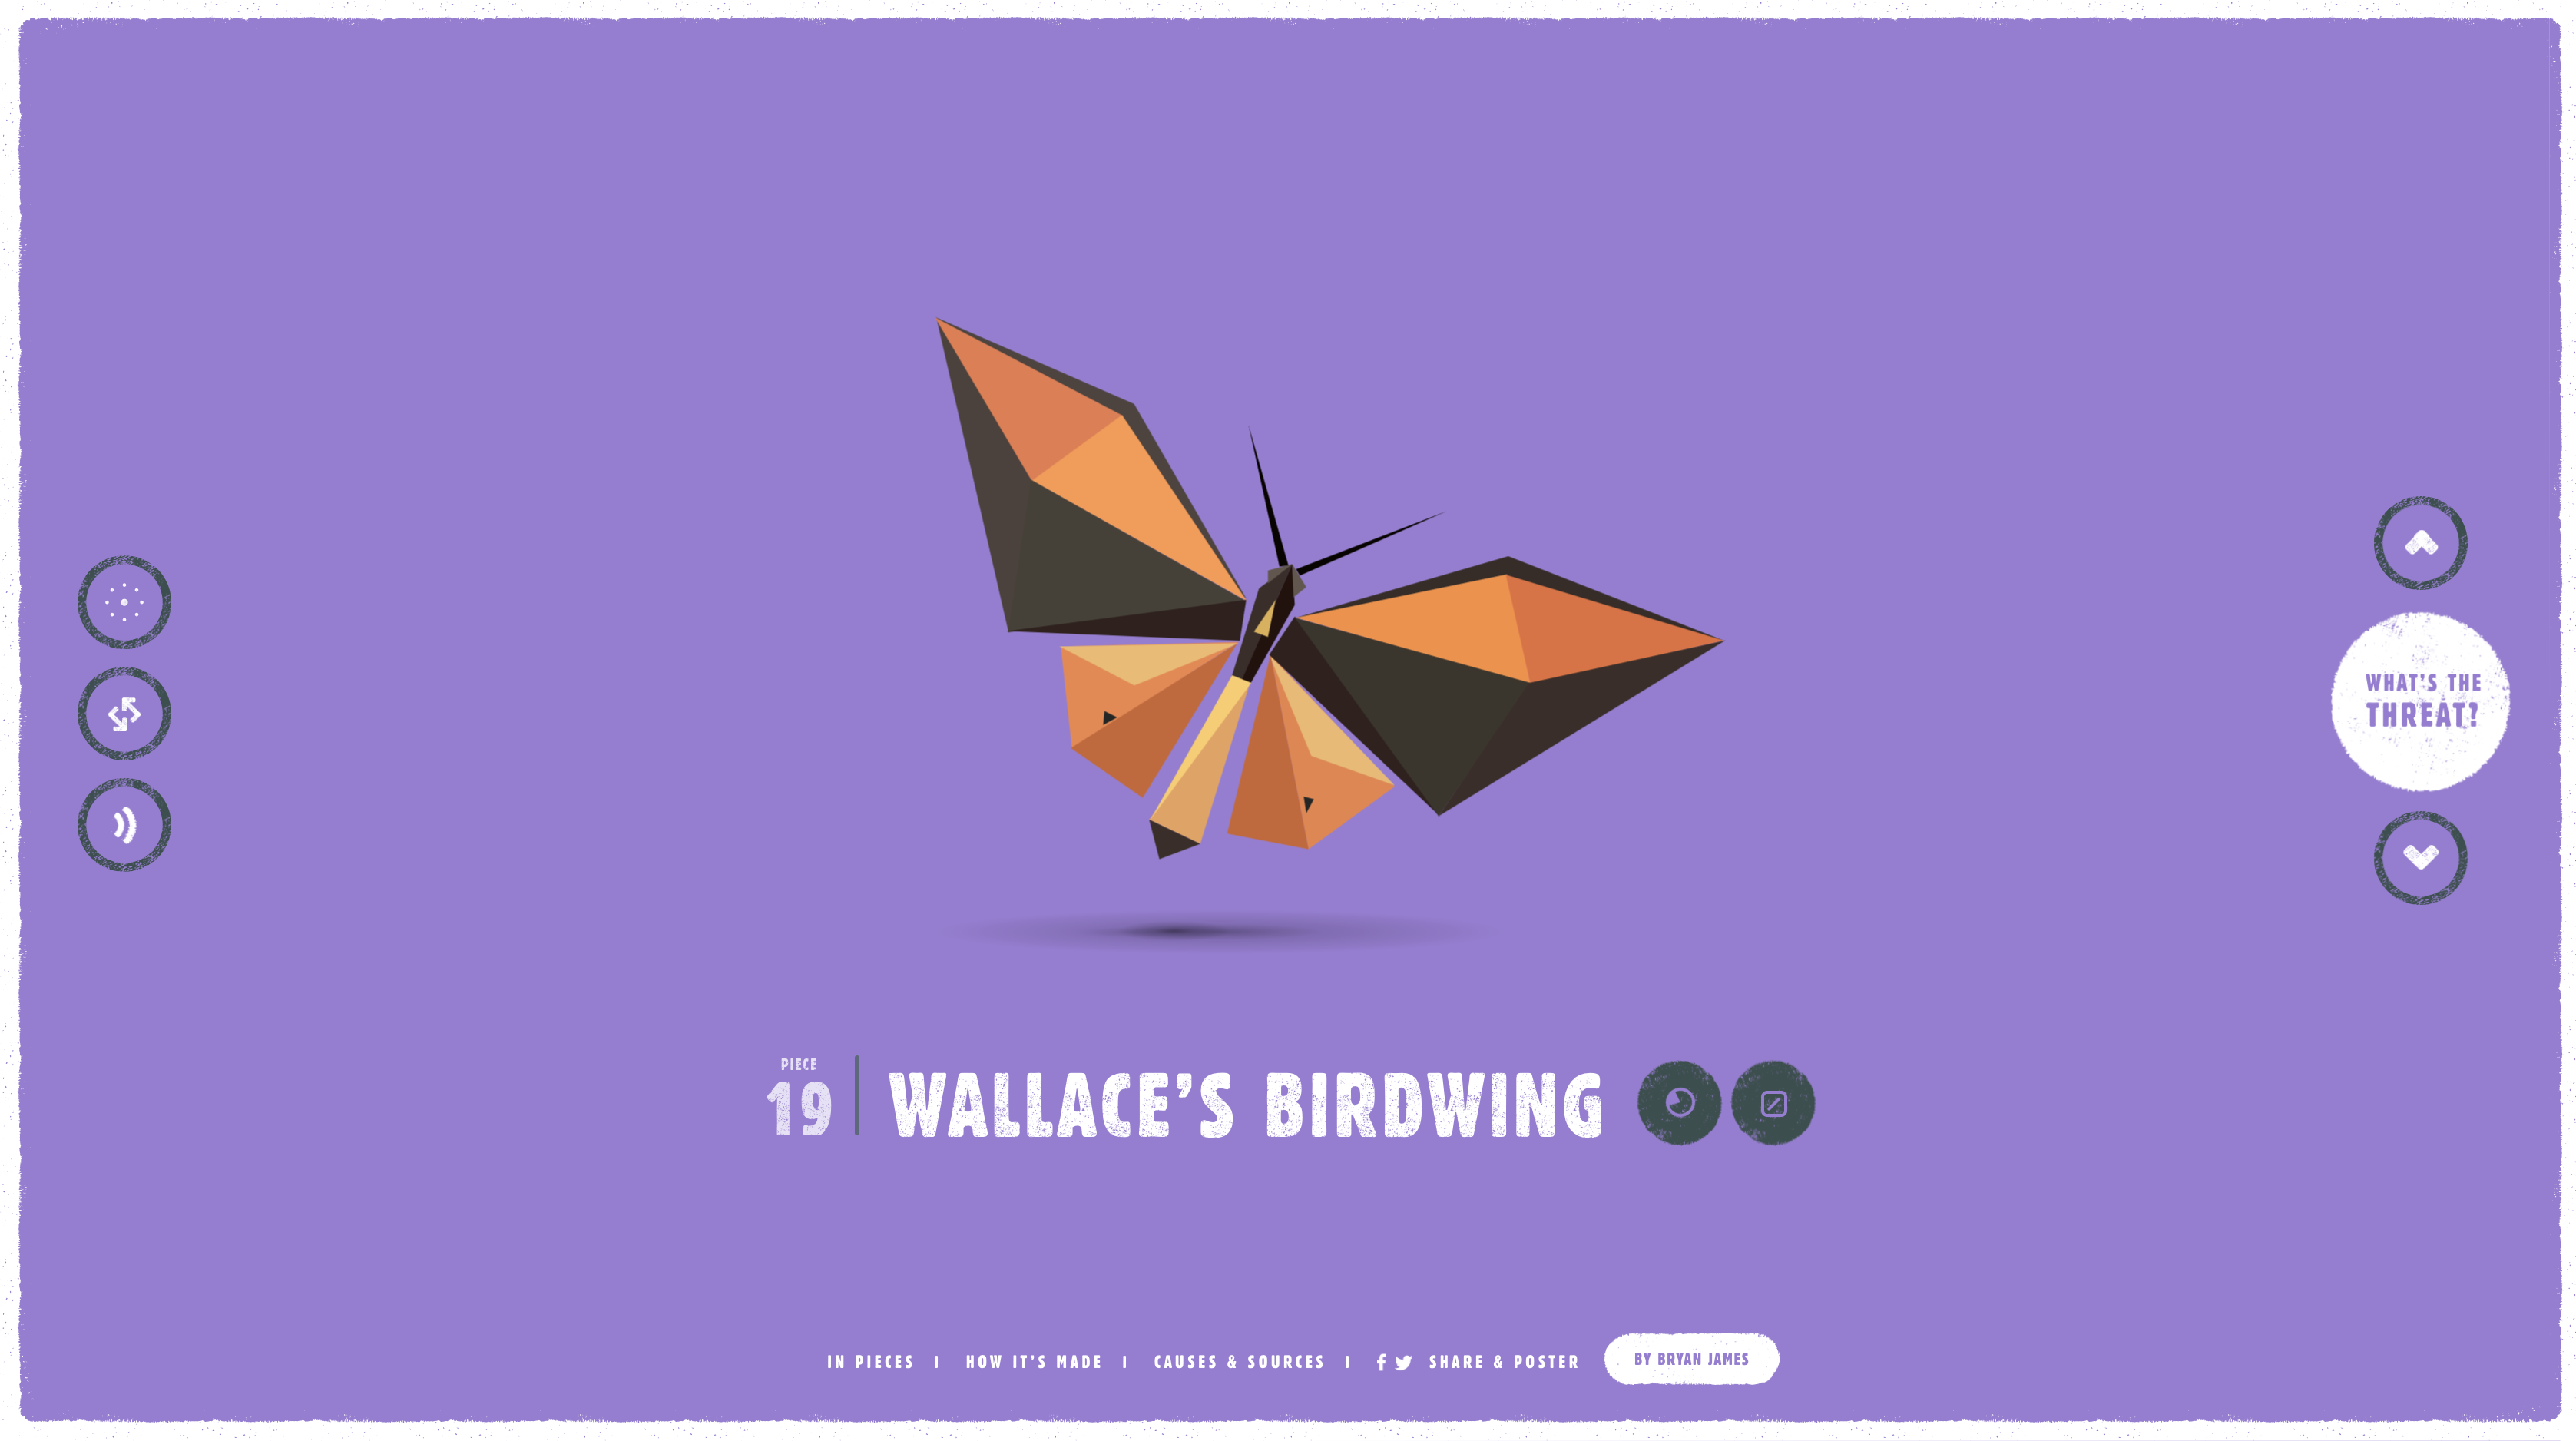 WHAT'S THE
THREAT?
PIECE
19
WALLACE'S BIRDWING
IN PIECES | HOW IT'S MADE | CAUSES & SOURCES | SHARE & POSTER BY BRYAN JAMES